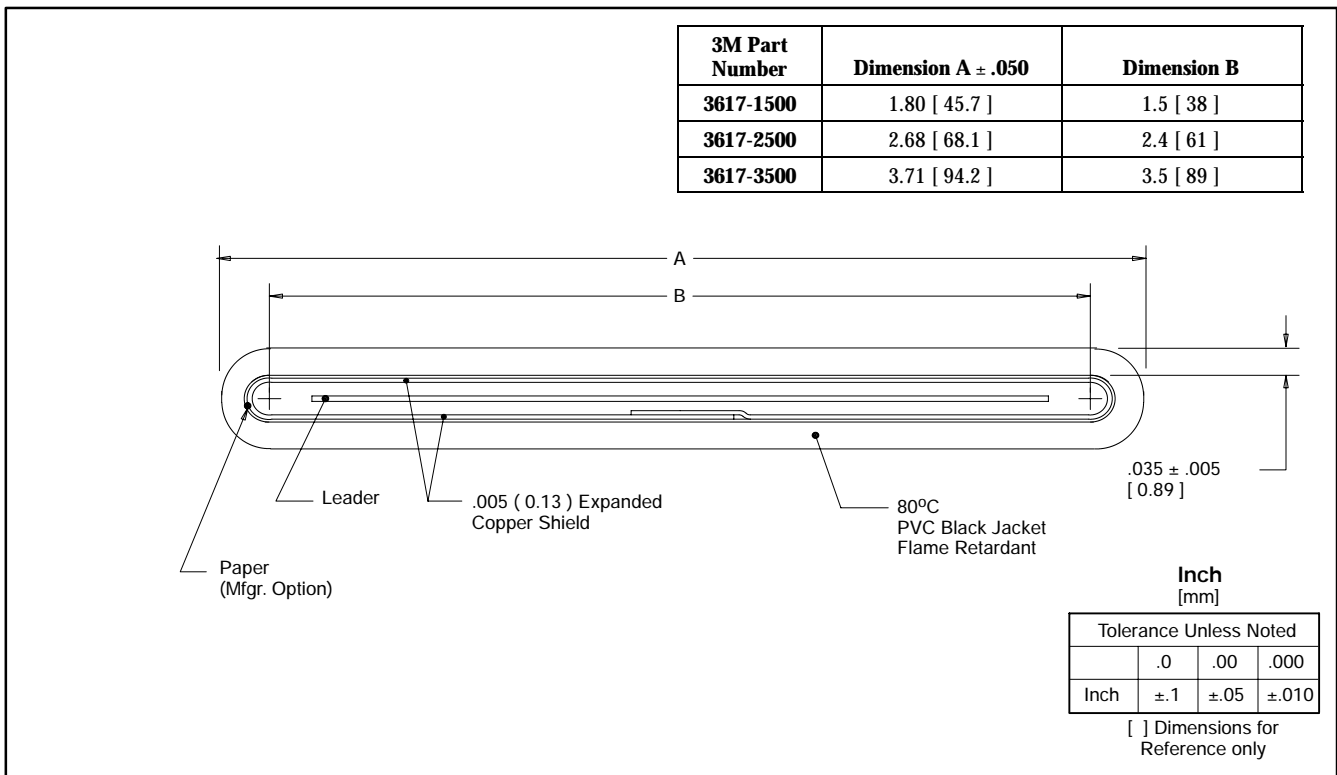 3M Part Number Dimension A ± .050 Dimension B
3617-1500 1.80 [ 45.7 ] 1.5 [ 38 ]
3617-2500 2.68 [ 68.1 ] 2.4 [ 61 ]
3617-3500 3.71 [ 94.2 ] 3.5 [ 89 ]
A
B
.035 ± .005
[ 0.89 ]
Leader
.005 ( 0.13 ) Expanded
Copper Shield
80ºC
PVC Black Jacket
Flame Retardant
Paper
(Mfgr. Option)
Inch
[mm]
Tolerance Unless Noted
.0 .00 .000
Inch ±.1 ±.05 ±.010
[ ] Dimensions for
Reference only